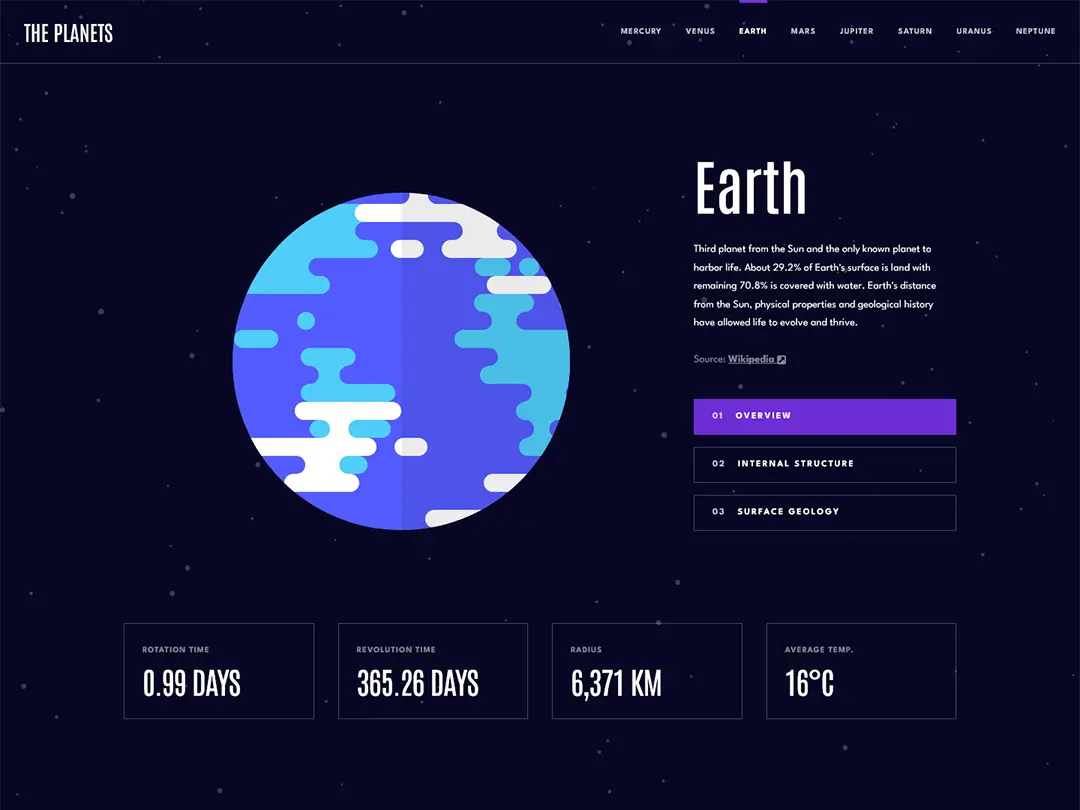 THE PLANETS
MERCURY VENUS EARTH MARS JUPITER SATURN URANUS NEPTUNE
Earth
Third planet from the Sun and the only known planet to
harbor life. About 29.2% of Earth's surface is land with
remaining 70.8% is covered with water. Earth's distance
from the Sun, physical properties and geological history
have allowed life to evolve and thrive.
Source: Wikipedia
01 OVERVIEW
02 INTERNAL STRUCTURE
03 SURFACE GEOLOGY
ROTATION TIME
0.99 DAYS
REVOLUTION TIME
365.26 DAYS
RADIUS
6,371 KM
AVERAGE TEMP.
16°C